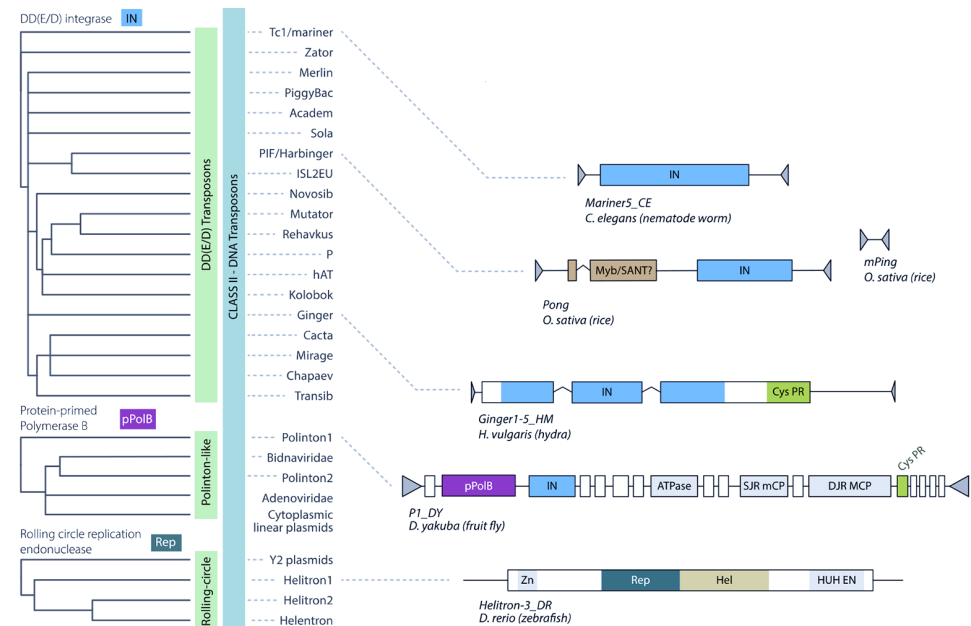 DD(E/D) integrase IN
DD(E/D) Transposons
CLASS II - DNA Transposons
Tc1/mariner
Zator
Merlin
PiggyBac
Academ
Sola
PIF/Harbinger
ISL2EU
Novosib
Mutator
Rehavkus
P
hAT
Kolobok
Ginger
Cacta
Mirage
Chapaev
Transib
IN
Mariner5_CE
C. elegans (nematode worm)
mPing
O. sativa (rice)
Myb/SANT? IN
Pong
O. sativa (rice)
IN Cys PR
Ginger1-5_HM
H. vulgaris (hydra)
Protein-primed
Polymerase B pPolB
Polinton-like
Polinton1
Bidnaviridae
Polinton2
Adenoviridae
Cytoplasmic
linear plasmids
Cys PR
pPolB IN ATPase SJR mCP DJR MCP
P1_DY
D. yakuba (fruit fly)
Rolling circle replication
endonuclease Rep
Rolling-circle
Y2 plasmids
Helitron1
Helitron2
Helentron
Zn Rep Hel HUH EN
Helitron-3_DR
D. rerio (zebrafish)